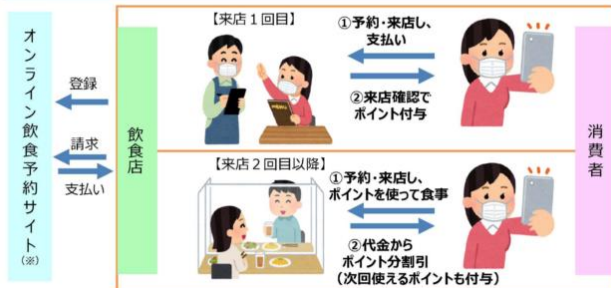 オンライン飲食予約サイト
(※)
登録
請求
支払い
飲食店
【来店1回目】
①予約・来店し、
支払い
②来店確認で
ポイント付与
【来店2回目以降】
①予約・来店し、
ポイントを使って食事
②代金から
ポイント分割引
(次回使えるポイントも付与)
消費者